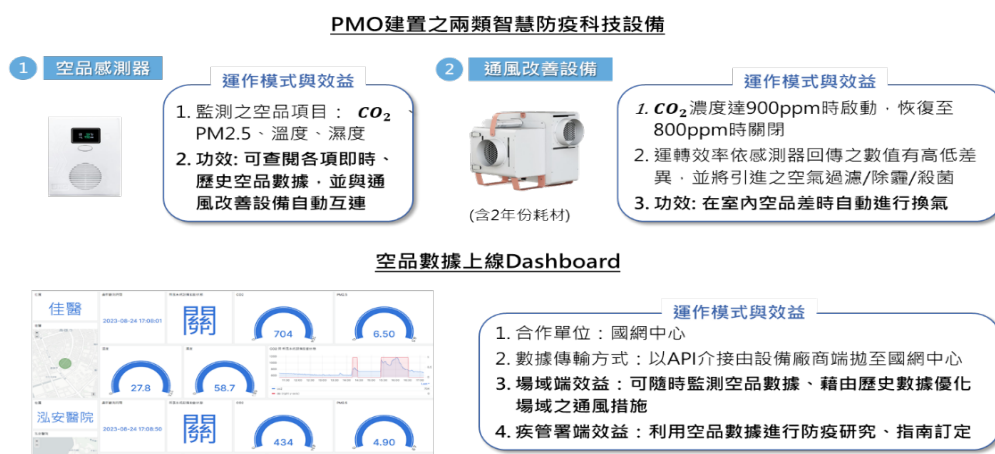 PMO建置之兩類智慧防疫科技設備
1 空品感測器
運作模式與效益
1. 監測之空品項目： CO₂、
PM2.5、溫度、濕度
2. 功效: 可查閱各項即時、
歷史空品數據，並與通
風改善設備自動互連
2 通風改善設備
(含2年份耗材)
運作模式與效益
1. CO₂濃度達900ppm時啟動，恢復至
800ppm時關閉
2. 運轉效率依感測器回傳之數值有高低差
異，並將引進之空氣過濾/除霾/殺菌
3. 功效: 在室內空品差時自動進行換氣
空品數據上線Dashboard
佳醫
2023-08-24 17:08:01
關
704
6.50
27.8
58.7
泓安醫院
2023-08-24 17:08:50
關
434
4.90
運作模式與效益
1. 合作單位：國網中心
2. 數據傳輸方式：以API介接由設備廠商端拋至國網中心
3. 場域端效益：可隨時監測空品數據、藉由歷史數據優化
場域之通風措施
4. 疾管署端效益：利用空品數據進行防疫研究、指南訂定